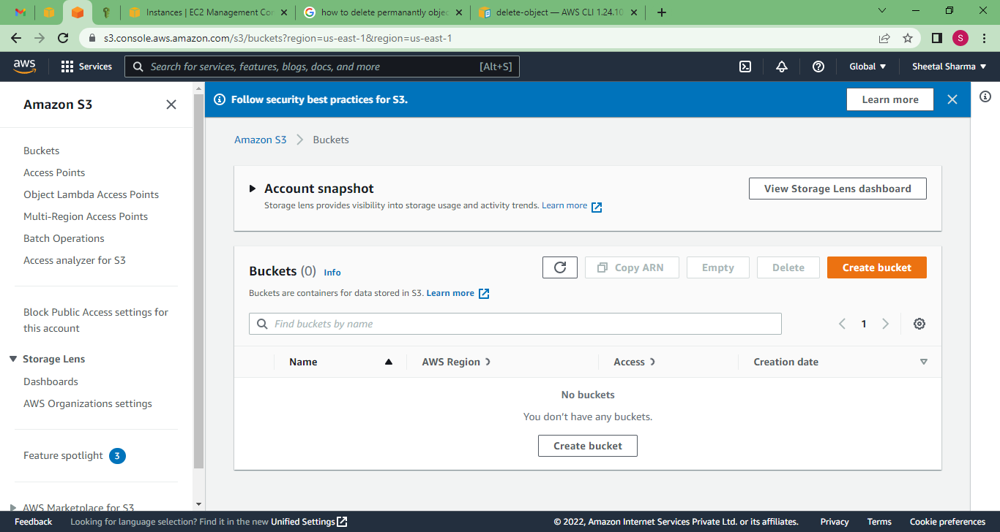 Instances | EC2 Management Cor
how to delete permanantly objec
delete-object — AWS CLI 1.24.10
s3.console.aws.amazon.com/s3/buckets?region=us-east-1&region=us-east-1
S
aws
Services
Search for services, features, blogs, docs, and more
[Alt+S]
Global
Sheetal Sharma
Amazon S3
Buckets
Access Points
Object Lambda Access Points
Multi-Region Access Points
Batch Operations
Access analyzer for S3
Block Public Access settings for
this account
Storage Lens
Dashboards
AWS Organizations settings
Feature spotlight 3
AWS Marketplace for S3
Follow security best practices for S3.
Learn more
Amazon S3 Buckets
Account snapshot
Storage lens provides visibility into storage usage and activity trends. Learn more
View Storage Lens dashboard
Buckets (0) Info
Copy ARN
Empty
Delete
Create bucket
Buckets are containers for data stored in S3. Learn more
Find buckets by name
1
Name
AWS Region
Access
Creation date
No buckets
You don't have any buckets.
Create bucket
Feedback
Looking for language selection? Find it in the new Unified Settings
© 2022, Amazon Internet Services Private Ltd. or its affiliates.
Privacy
Terms
Cookie preferences